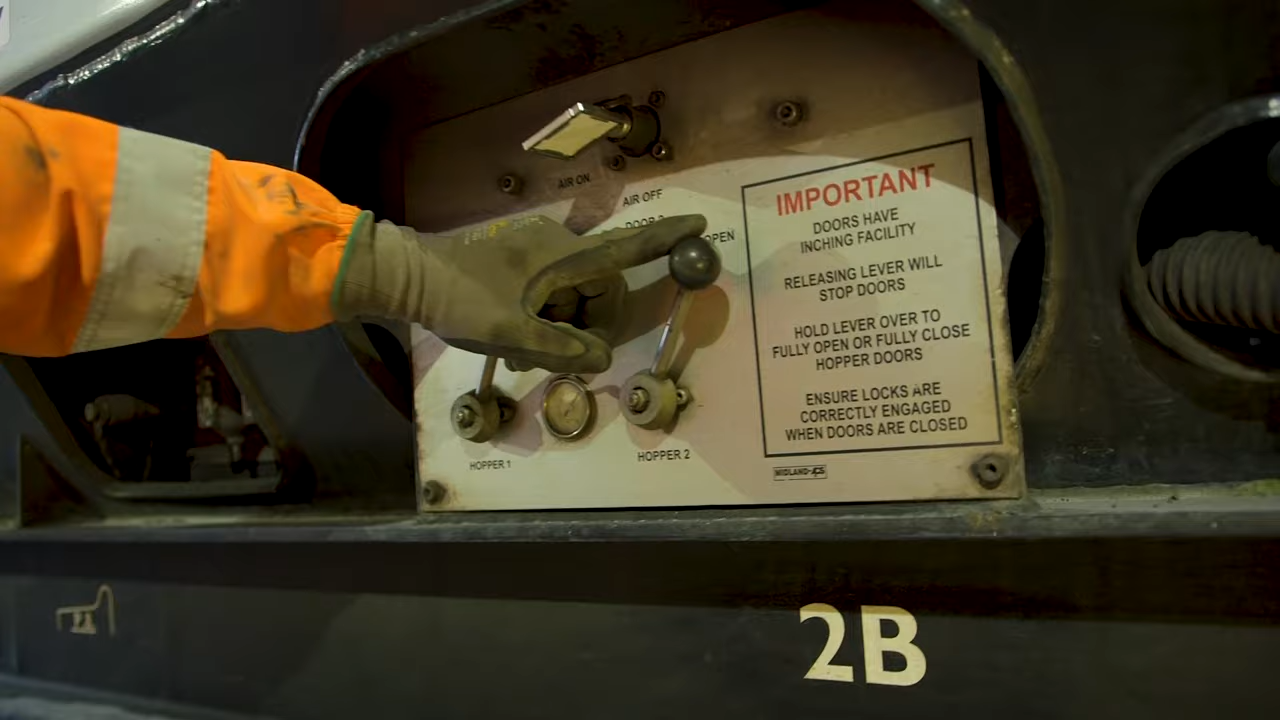 AIR ON
AIR OFF
DOOR
OPEN
HOPPER 1
HOPPER 2
IMPORTANT
DOORS HAVE
INCHING FACILITY
RELEASING LEVER WILL
STOP DOORS
HOLD LEVER OVER TO
FULLY OPEN OR FULLY CLOSE
HOPPER DOORS
ENSURE LOCKS ARE
CORRECTLY ENGAGED
WHEN DOORS ARE CLOSED
MIDLAND-ACS
2B